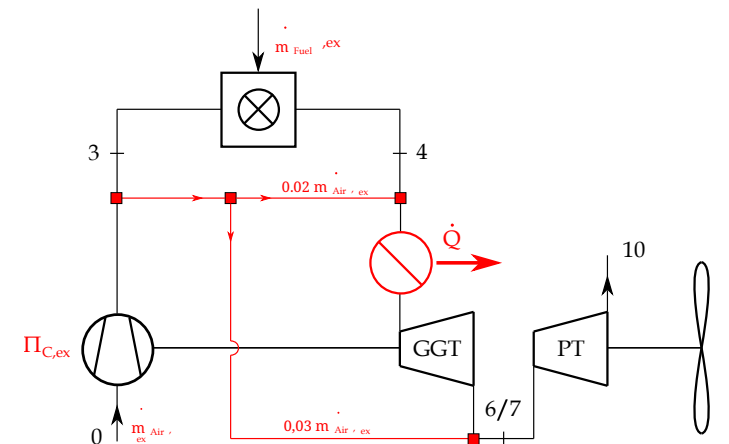 ṁ Fuel ,ex
3
4
0.02 ṁ Air , ex
Q̇
10
Π C,ex
GGT
PT
6/7
0,03 ṁ Air , ex
0
ṁ Air ,
ex